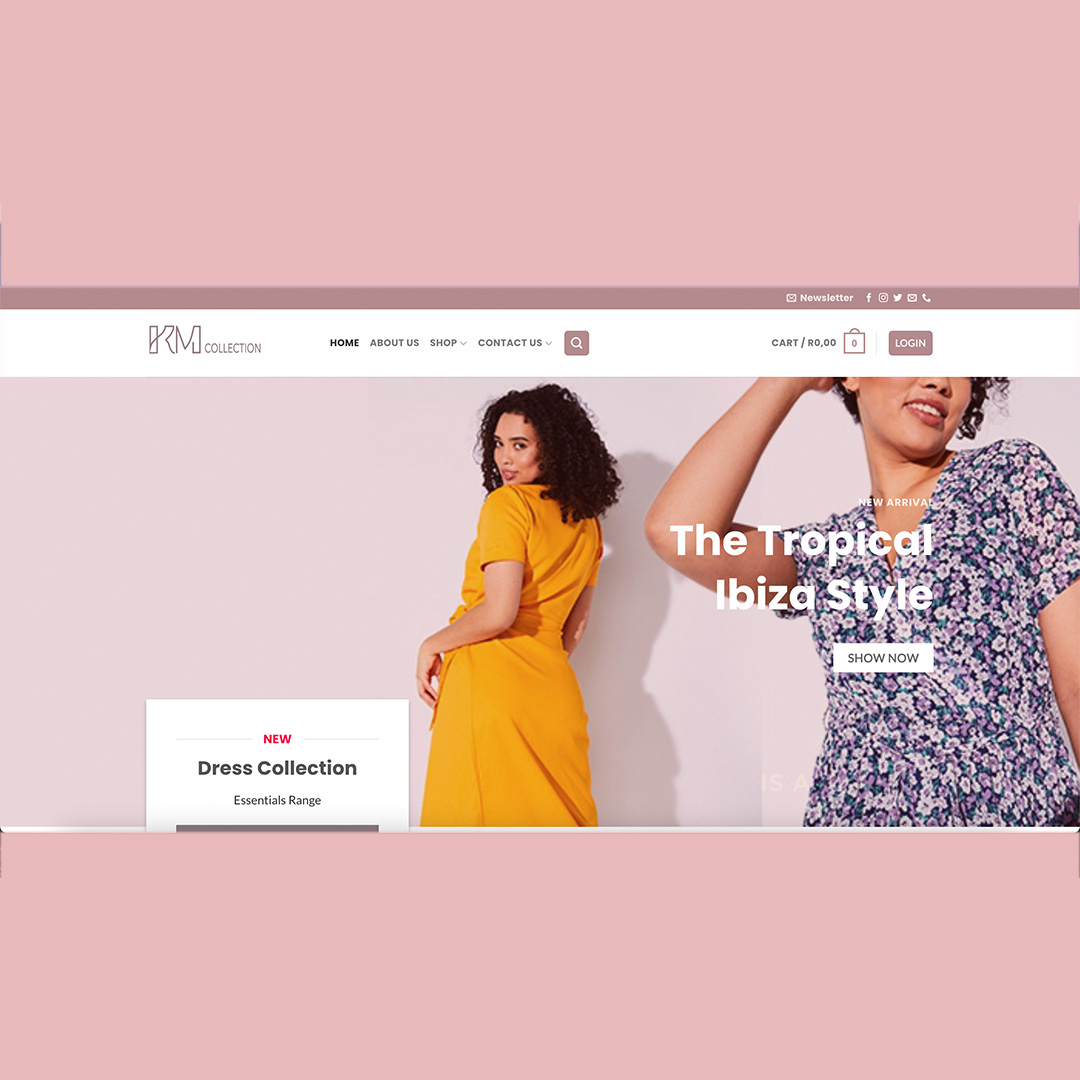 Newsletter
KM COLLECTION
HOME ABOUT US SHOP CONTACT US
CART / R0,00 0 LOGIN
NEW ARRIVAL
The Tropical
Ibiza Style
SHOW NOW
IS A
NEW
Dress Collection
Essentials Range